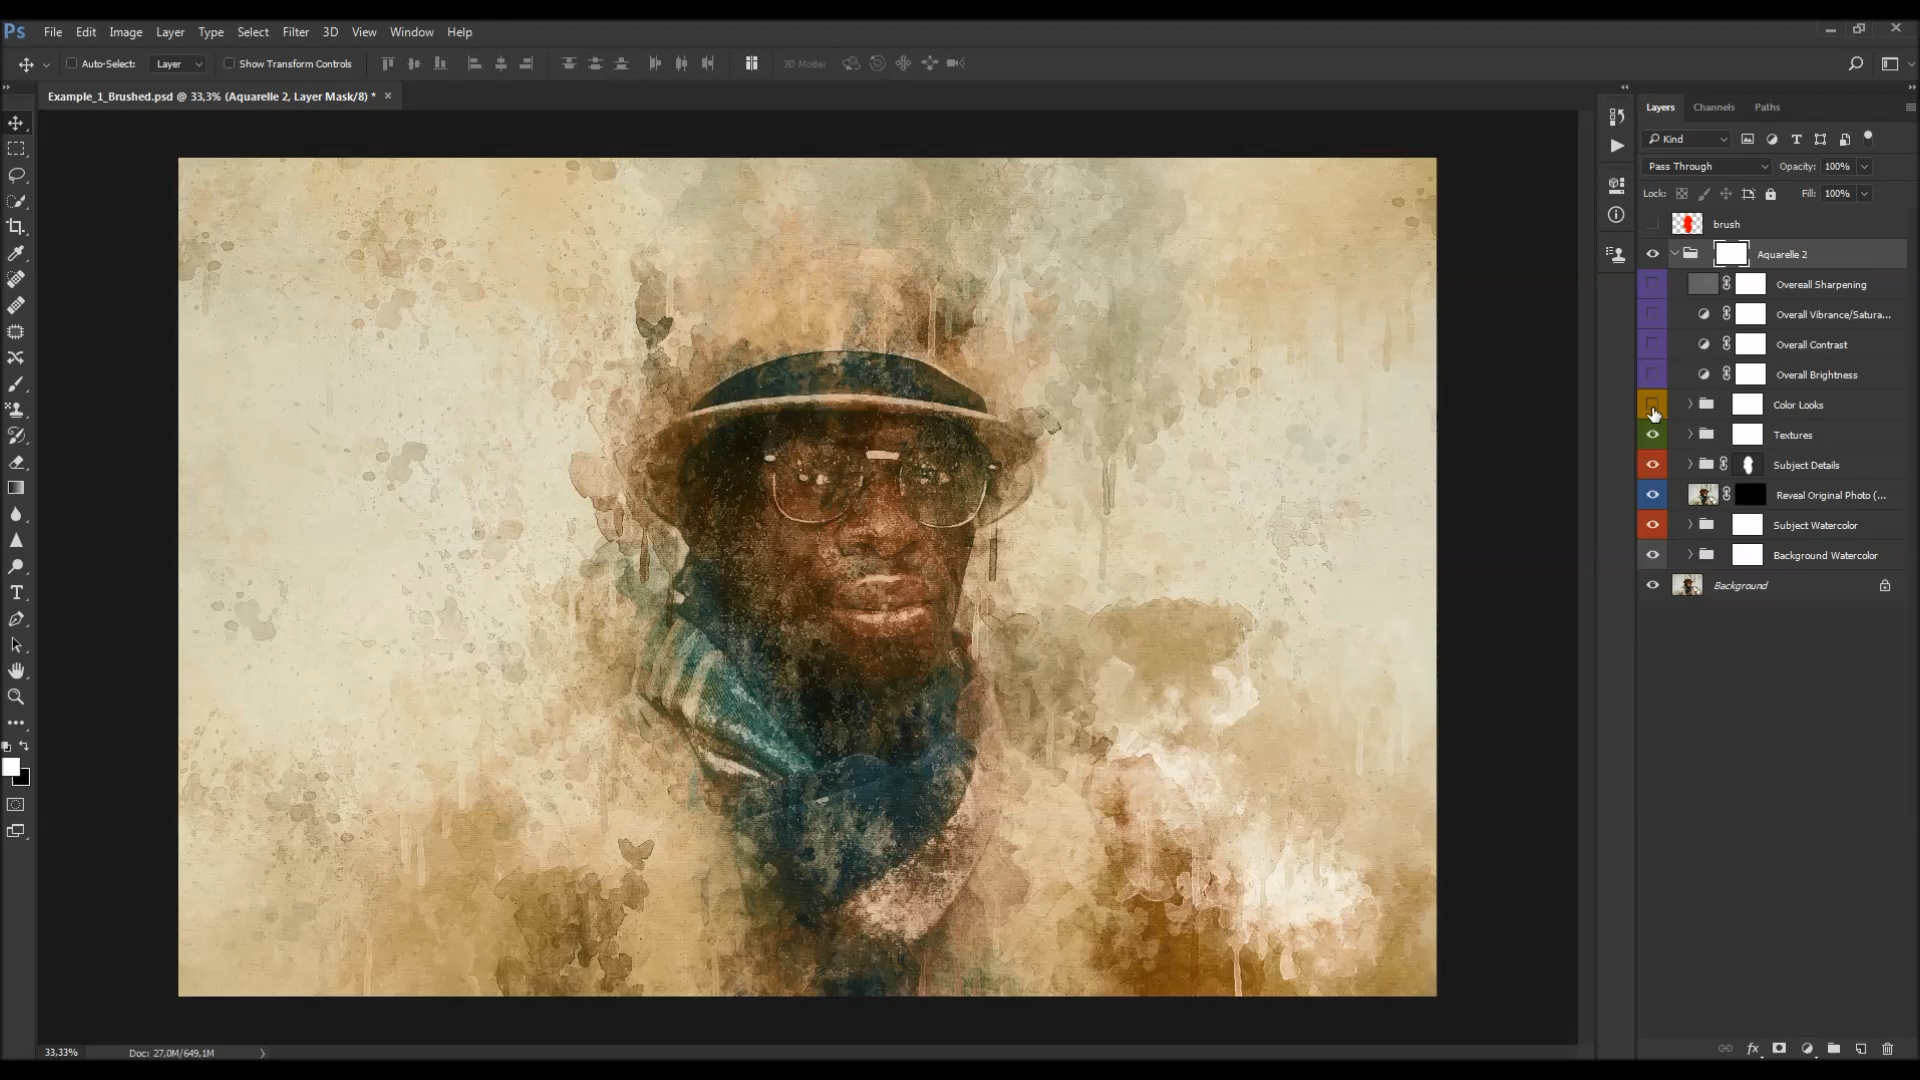 Ps File Edit Image Layer Type Select Filter 3D View Window Help
Auto-Select: Layer Show Transform Controls 3D Mode:
Example_1_Brushed.psd @ 33,3% (Aquarelle 2, Layer Mask/8) *
Layers Channels Paths
Kind
Pass Through Opacity: 100%
Lock: Fill: 100%
brush
Aquarelle 2
Overeall Sharpening
Overall Vibrance/Satura...
Overall Contrast
Overall Brightness
Color Looks
Textures
Subject Details
Reveal Original Photo (...
Subject Watercolor
Background Watercolor
Background
33,33% Doc: 27,0M/649,1M
fx